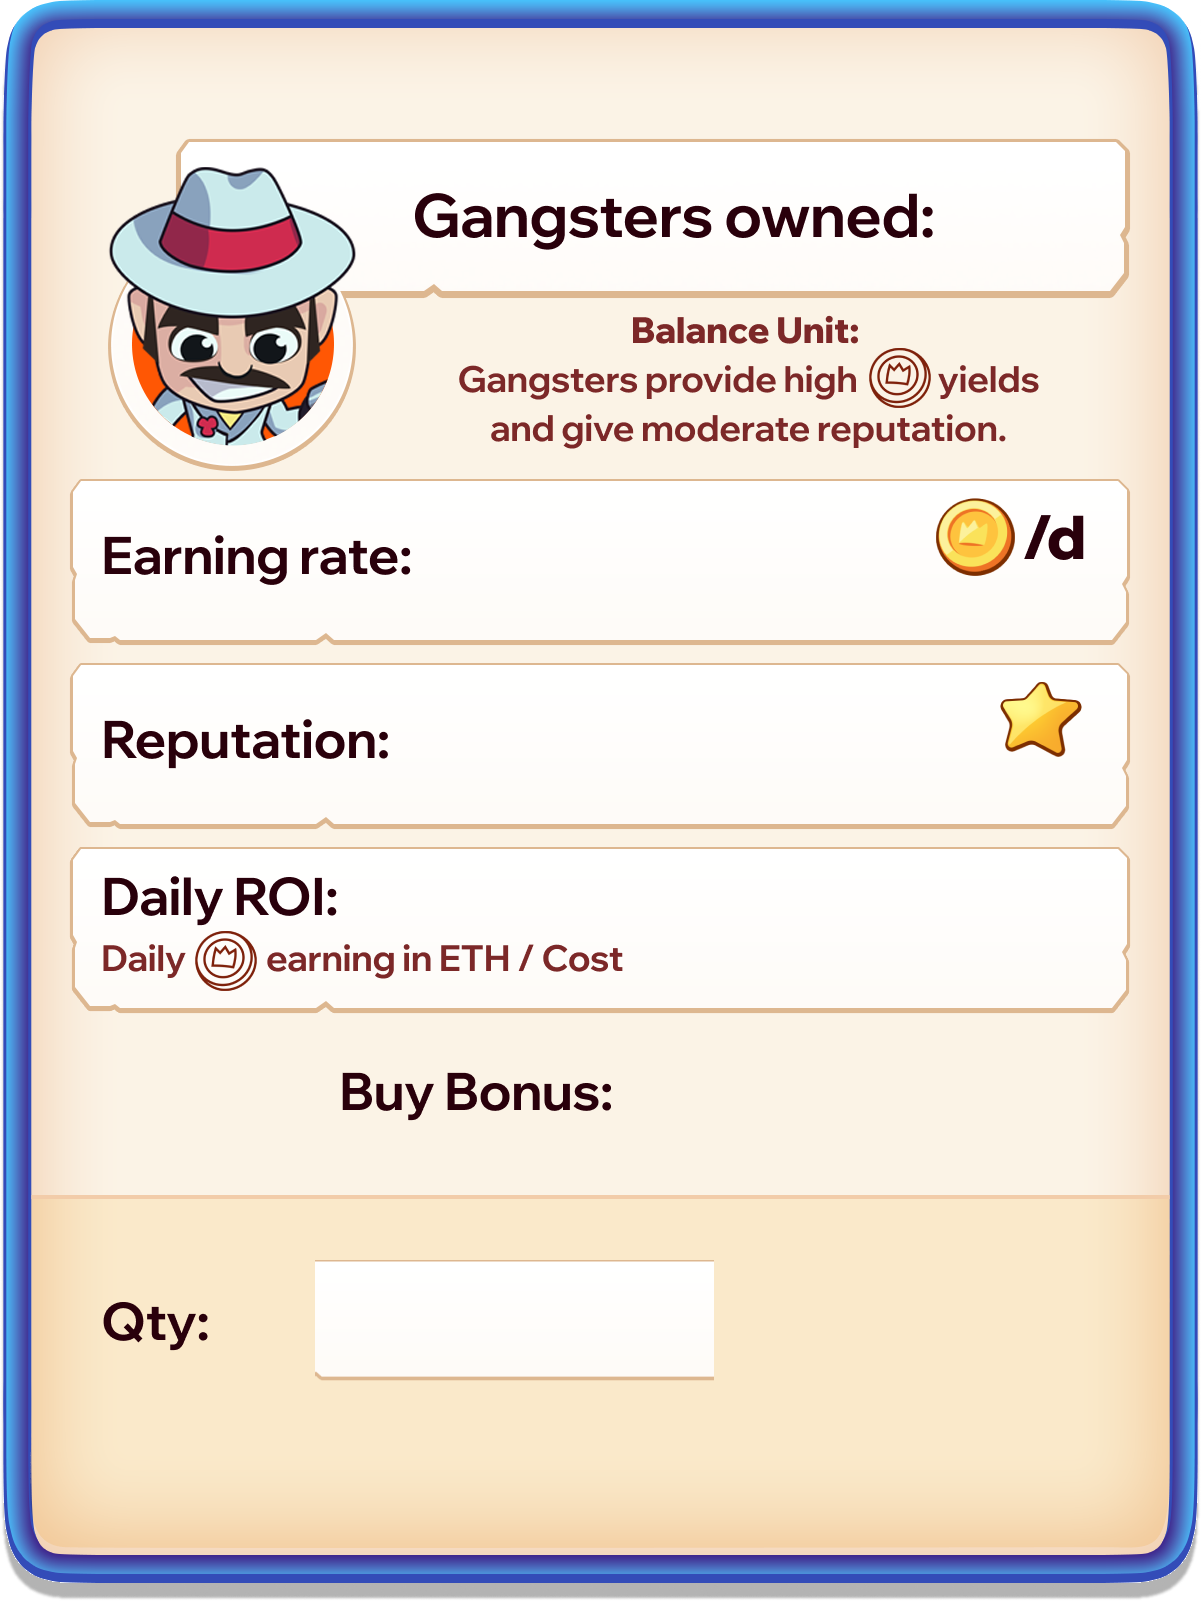 Gangsters owned:
Balance Unit:
Gangsters provide high yields
and give moderate reputation.
Earning rate:
/d
Reputation:
Daily ROI:
Daily earning in ETH / Cost
Buy Bonus:
Qty: